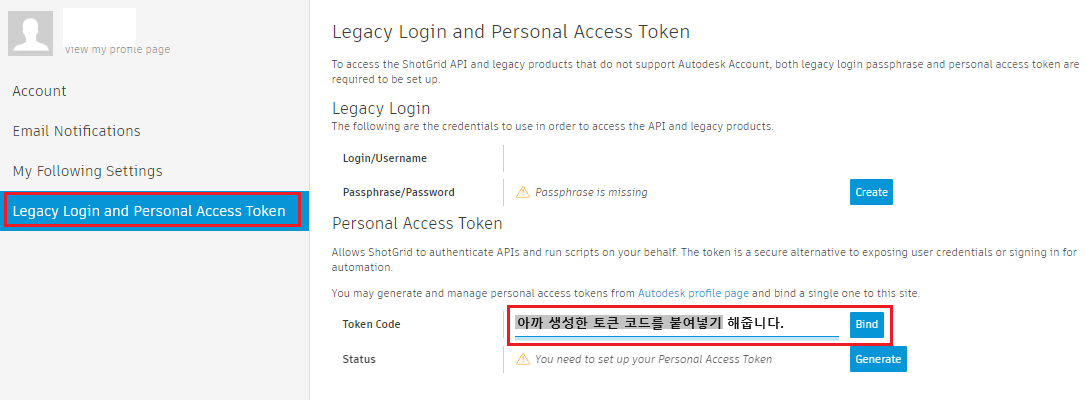 View my profile page
Account
Email Notifications
My Following Settings
Legacy Login and Personal Access Token
Legacy Login and Personal Access Token
To access the ShotGrid API and legacy products that do not support Autodesk Account, both legacy login passphrase and personal access token are
required to be set up.
Legacy Login
The following are the credentials to use in order to access the API and legacy products.
Login/Username
Passphrase/Password Passphrase is missing Create
Personal Access Token
Allows ShotGrid to authenticate APIs and run scripts on your behalf. The token is a secure alternative to exposing user credentials or signing in for
automation.
You may generate and manage personal access tokens from Autodesk profile page and bind a single one to this site.
Token Code 아까 생성한 토큰 코드를 붙여넣기 해줍니다. Bind
Status You need to set up your Personal Access Token Generate